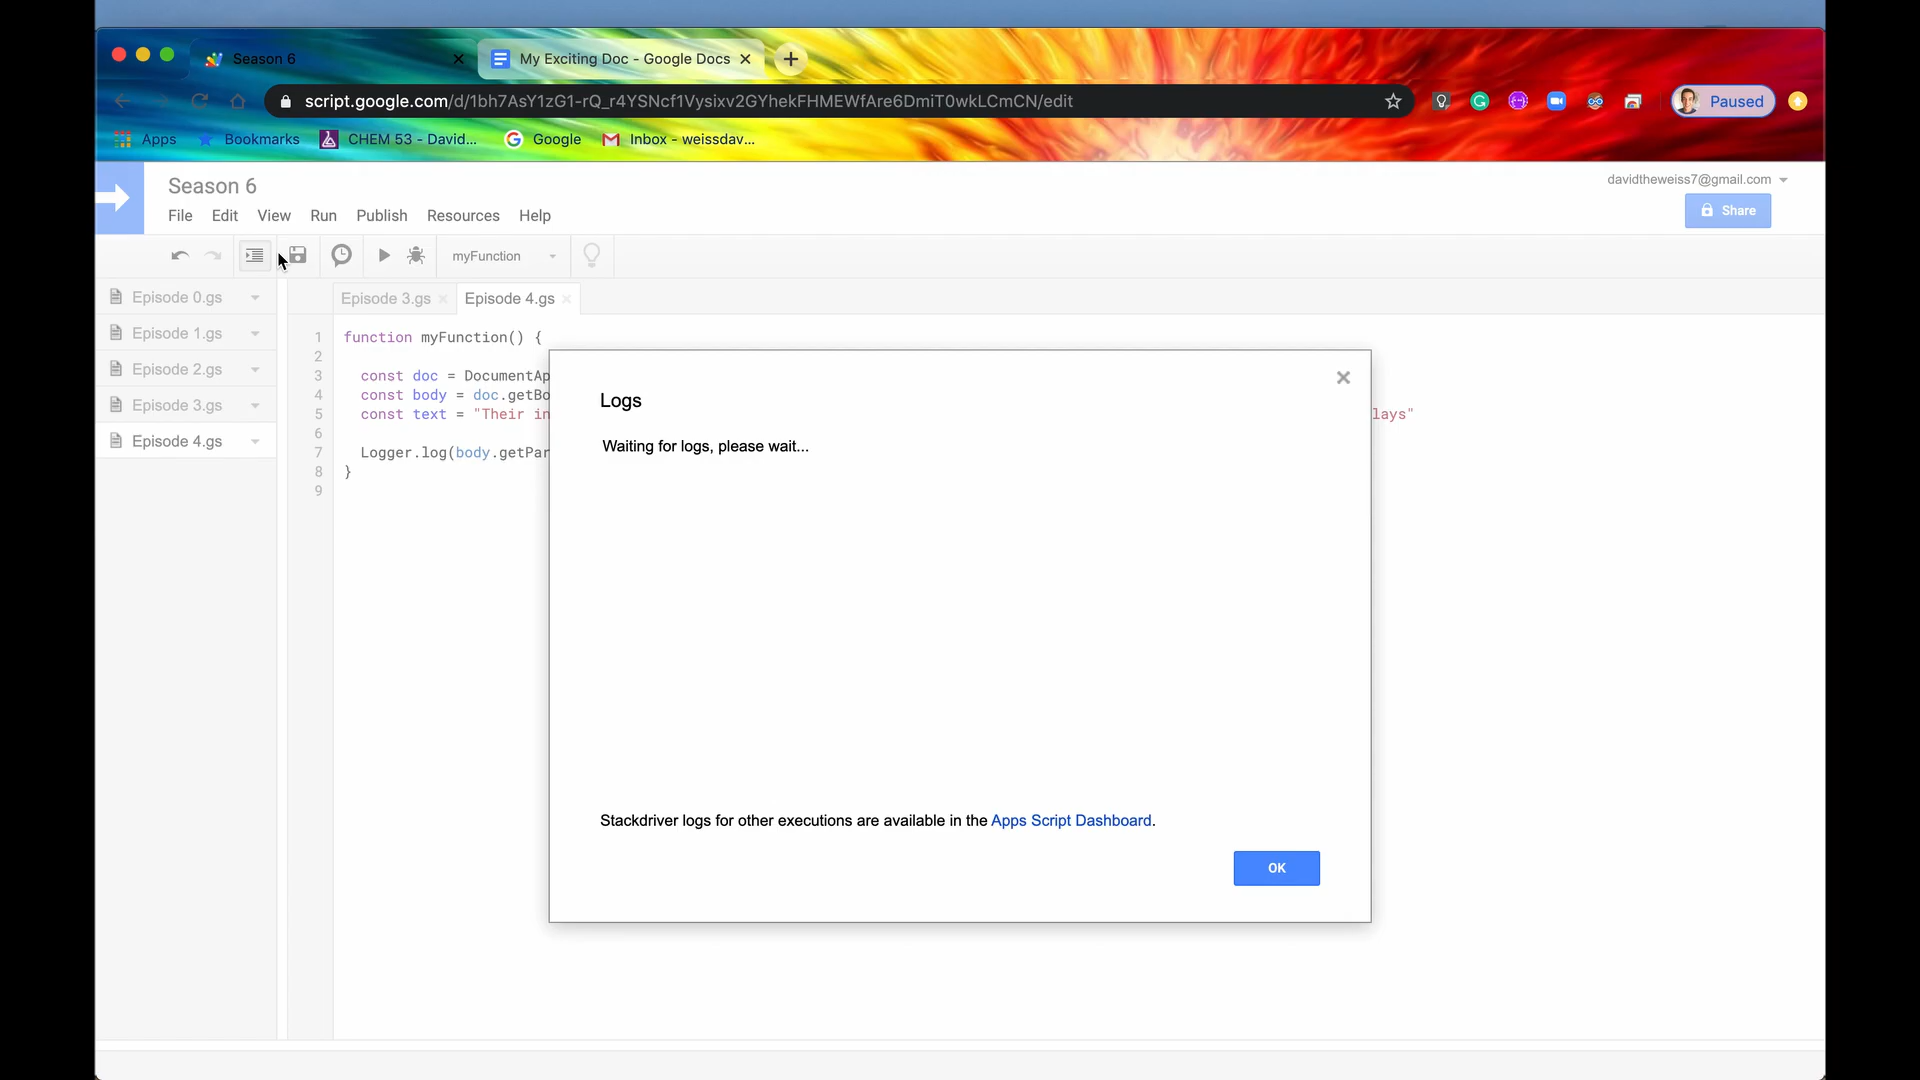 Season 6
My Exciting Doc - Google Docs
script.google.com/d/1bh7AsY1zG1-rQ_r4YSNcf1Vysixv2GYhekFHMEWfAre6DmiT0wkLCmCN/edit
Paused
Apps
Bookmarks
CHEM 53 - David...
Google
Inbox - weissdav...
Season 6
davidtheweiss7@gmail.com
File Edit View Run Publish Resources Help
Share
myFunction
Episode 0.gs
Episode 1.gs
Episode 2.gs
Episode 3.gs
Episode 4.gs
Episode 3.gs
Episode 4.gs
1 function myFunction() {
2
3 const doc = DocumentAp
4 const body = doc.getBo
5 const text = "Their in lays"
6
7 Logger.log(body.getPar
8 }
9
Logs
Waiting for logs, please wait...
Stackdriver logs for other executions are available in the Apps Script Dashboard.
OK